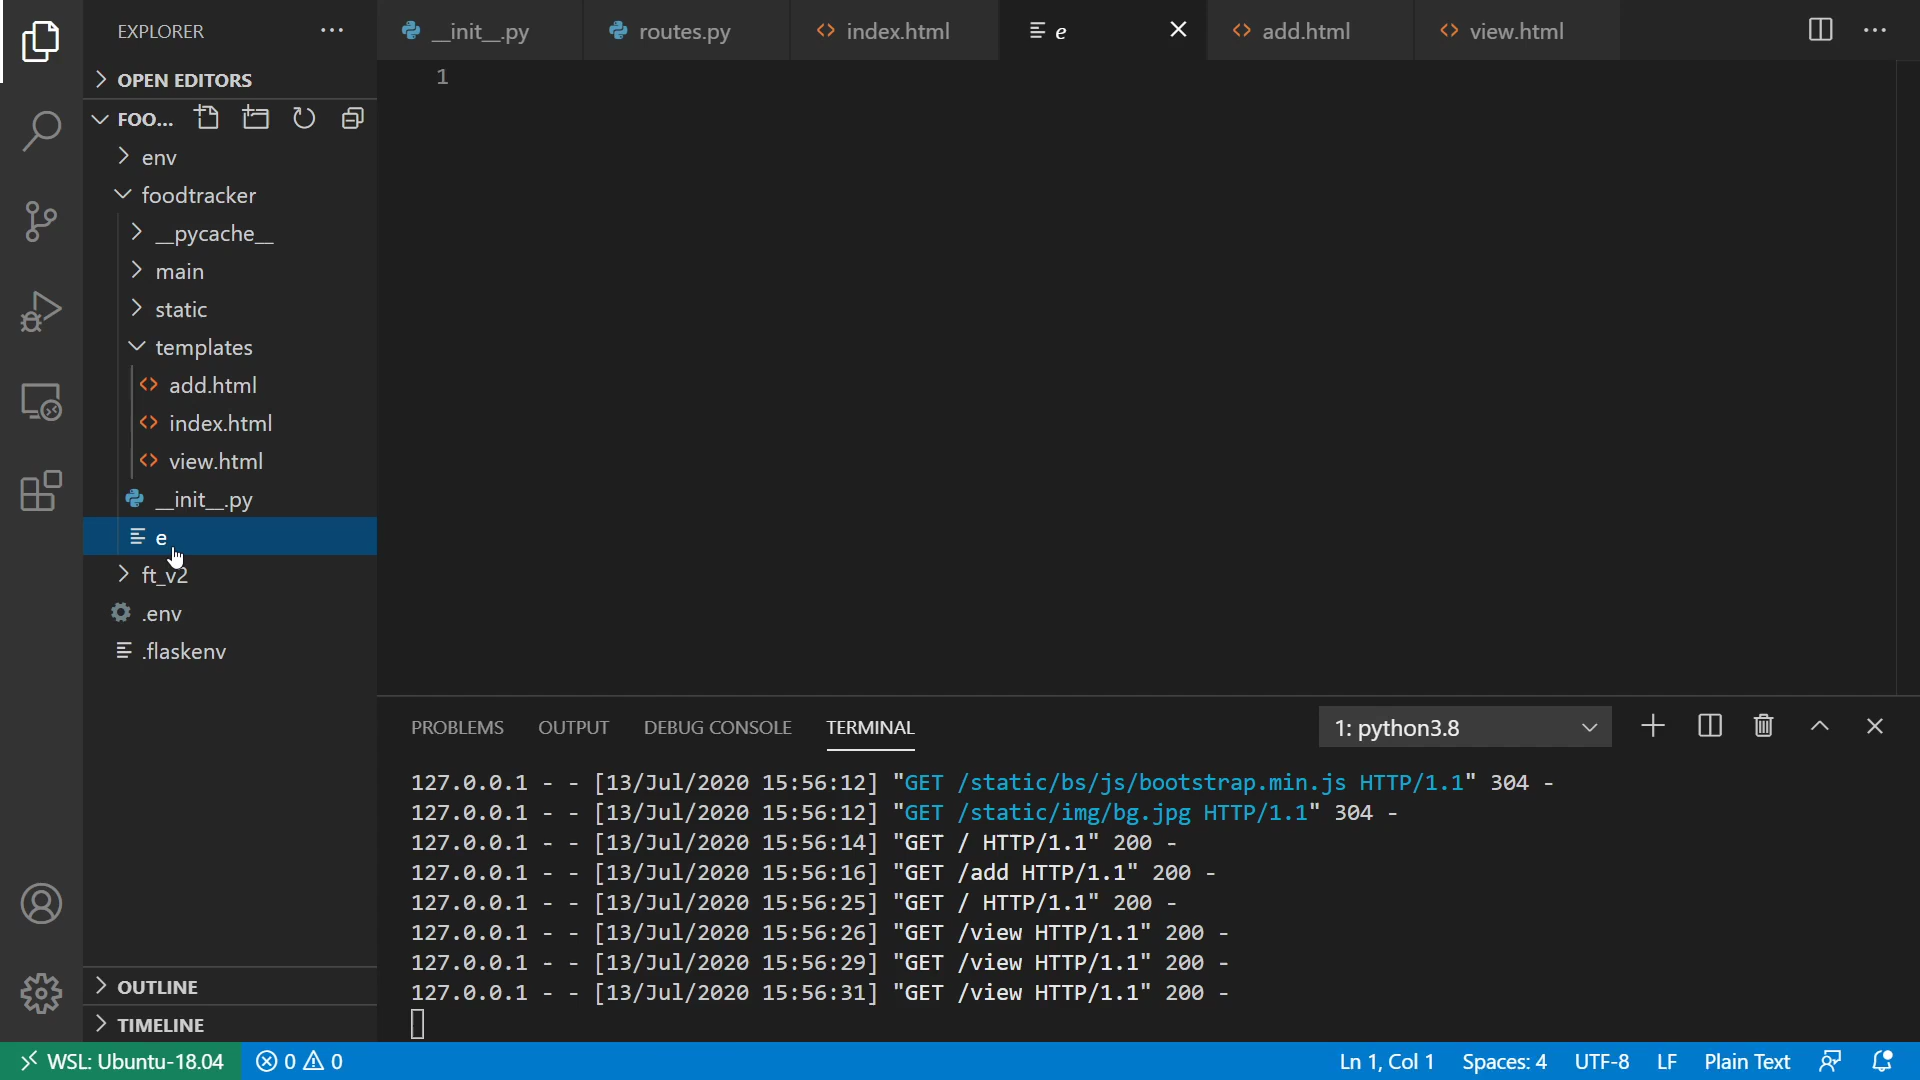 EXPLORER
OPEN EDITORS
FOO...
env
foodtracker
__pycache__
main
static
templates
add.html
index.html
view.html
__init__.py
e
ft_v2
.env
.flaskenv
OUTLINE
TIMELINE
__init__.py
routes.py
index.html
e
add.html
view.html
1
PROBLEMS
OUTPUT
DEBUG CONSOLE
TERMINAL
1: python3.8
127.0.0.1 - - [13/Jul/2020 15:56:12] "GET /static/bs/js/bootstrap.min.js HTTP/1.1" 304 -
127.0.0.1 - - [13/Jul/2020 15:56:12] "GET /static/img/bg.jpg HTTP/1.1" 304 -
127.0.0.1 - - [13/Jul/2020 15:56:14] "GET / HTTP/1.1" 200 -
127.0.0.1 - - [13/Jul/2020 15:56:16] "GET /add HTTP/1.1" 200 -
127.0.0.1 - - [13/Jul/2020 15:56:25] "GET / HTTP/1.1" 200 -
127.0.0.1 - - [13/Jul/2020 15:56:26] "GET /view HTTP/1.1" 200 -
127.0.0.1 - - [13/Jul/2020 15:56:29] "GET /view HTTP/1.1" 200 -
127.0.0.1 - - [13/Jul/2020 15:56:31] "GET /view HTTP/1.1" 200 -
WSL: Ubuntu-18.04
0
0
Ln 1, Col 1
Spaces: 4
UTF-8
LF
Plain Text